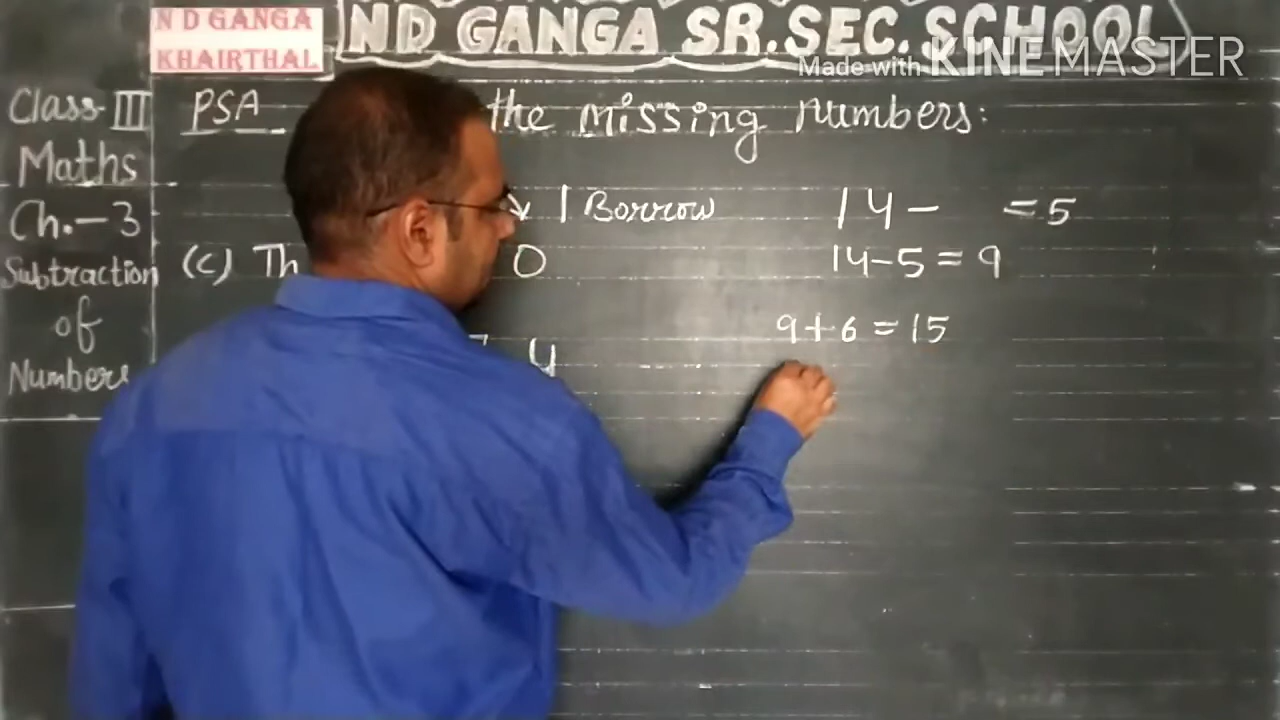 N D GANGA
KHAIRTHAL
ND GANGA SR.SEC.SCHOOL
Made with KINEMASTER
Class-III
Maths
Ch.-3
Subtraction
of
Numbers
PSA the missing numbers:
1 Borrow
(c) Th 0
4
14- =5
14-5=9
9+6=15